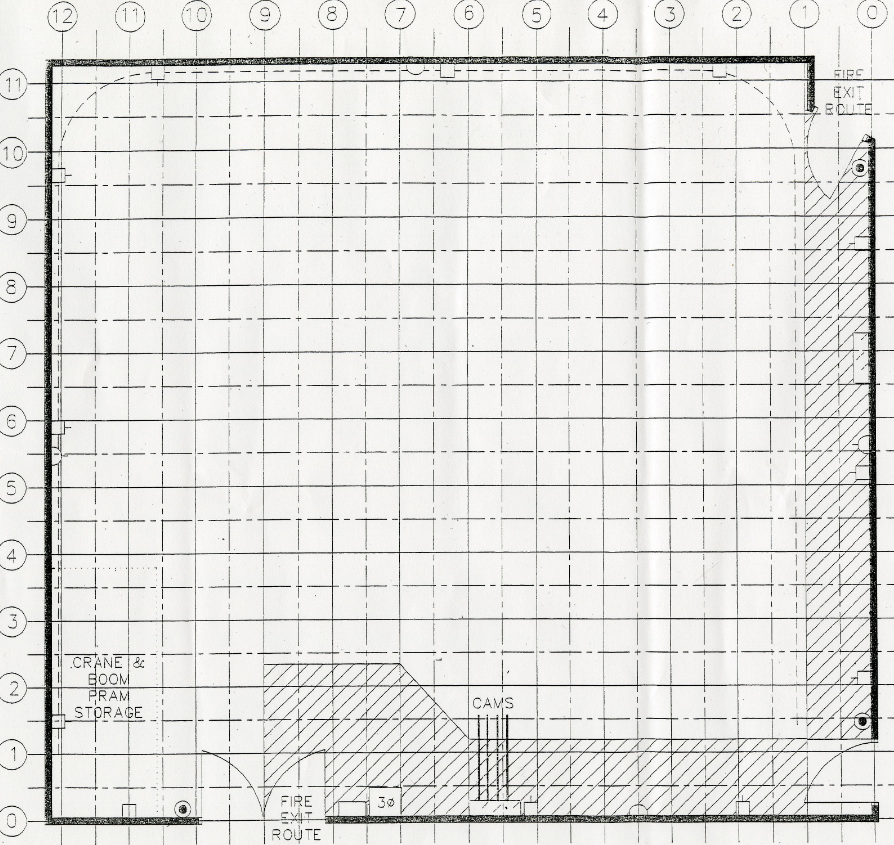 12 11 10 9 8 7 6 5 4 3 2 1 0
11
FIRE
EXIT
ROUTE
10
9
8
7
6
5
4
3
CRANE &
BOOM
PRAM
STORAGE
2
CAMS
1
3ø
FIRE
EXIT
ROUTE
0